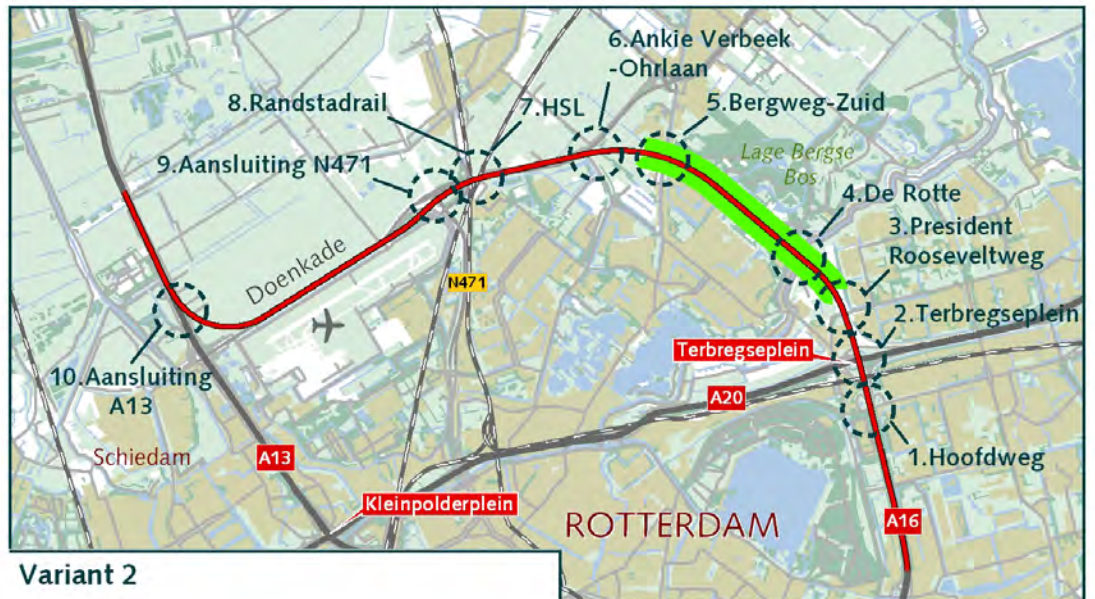 6.Ankie Verbeek
-Ohrlaan
8.Randstadrail
7.HSL
5.Bergweg-Zuid
9.Aansluiting N471
Lage Bergse
Bos
4.De Rotte
3.President
Rooseveltweg
Doenkade
N471
2.Terbregseplein
Terbregseplein
10.Aansluiting
A13
A20
Schiedam
A13
1.Hoofdweg
Kleinpolderplein
ROTTERDAM
A16
Variant 2